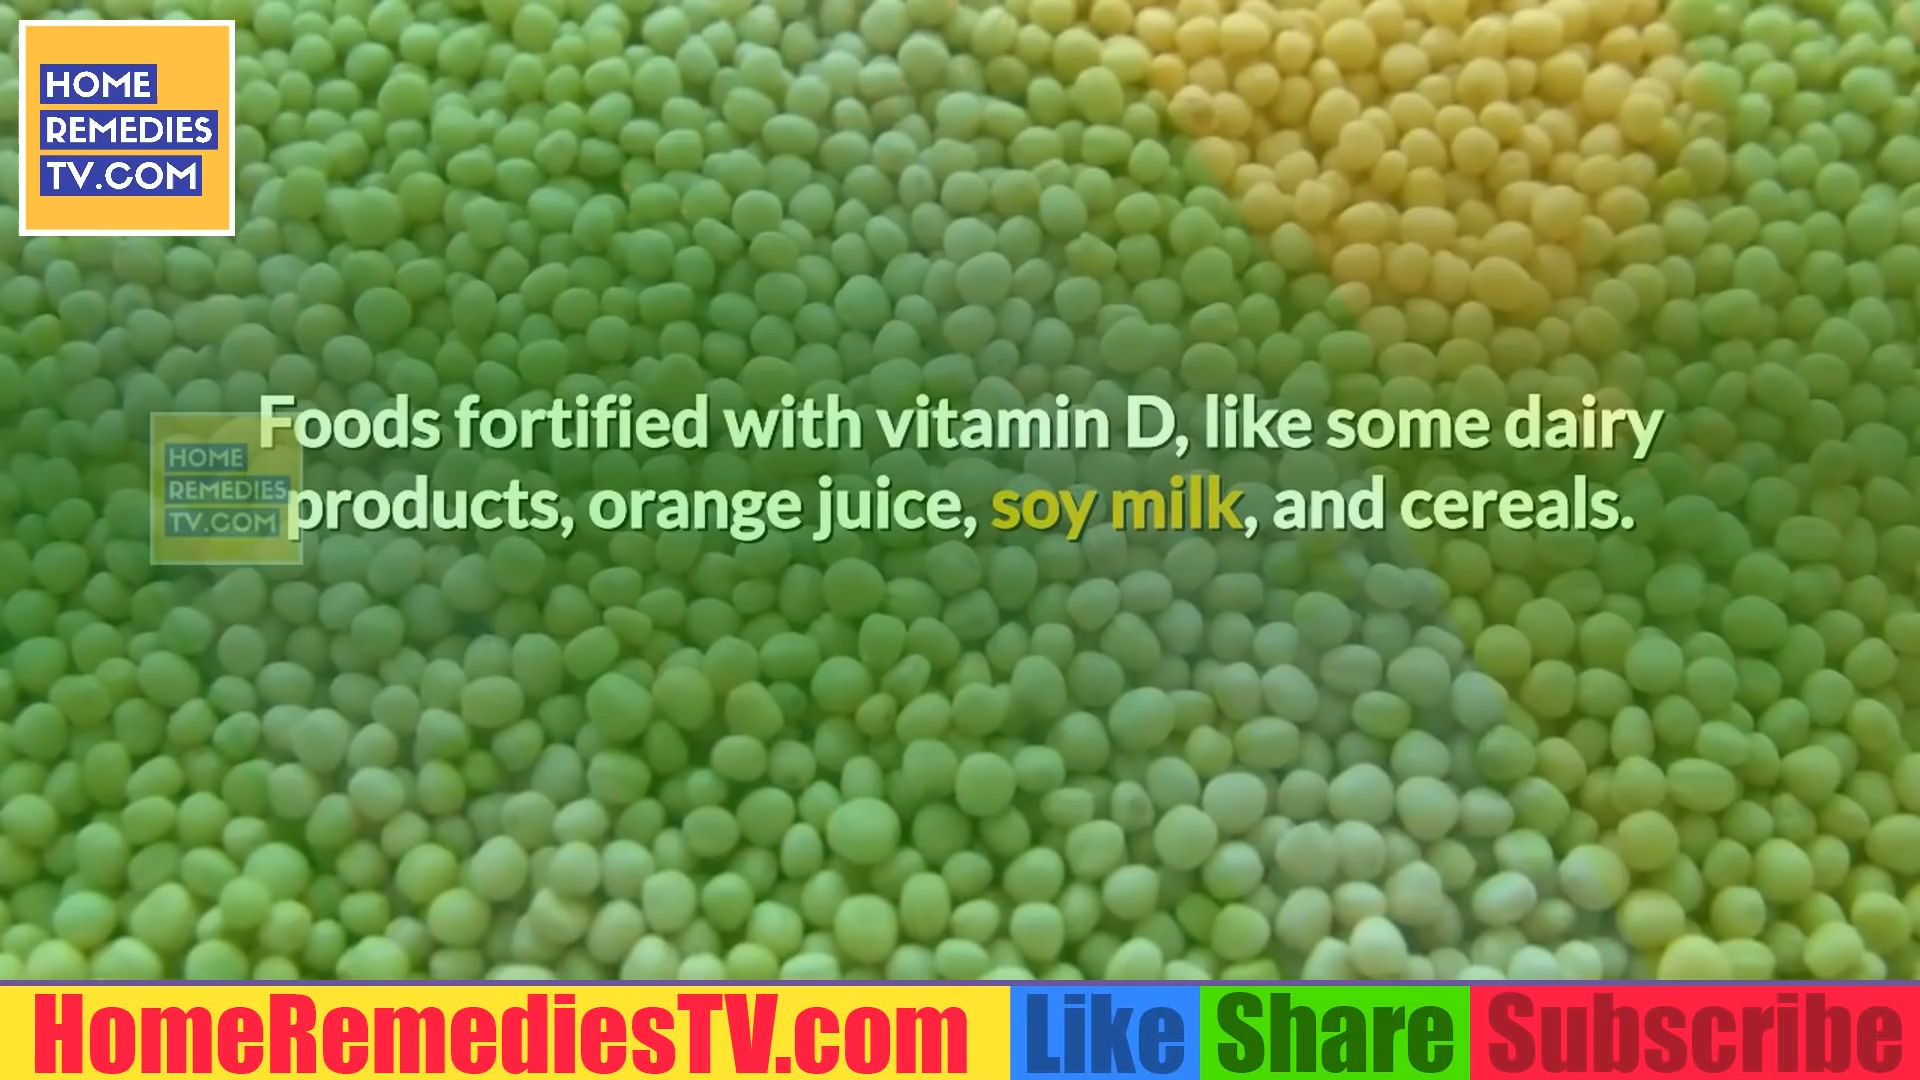 HOME
REMEDIES
TV.COM
Foods fortified with vitamin D, like some dairy
products, orange juice, soy milk, and cereals.
HOME
REMEDIES
TV.COM
HomeRemediesTV.com
Like
Share
Subscribe